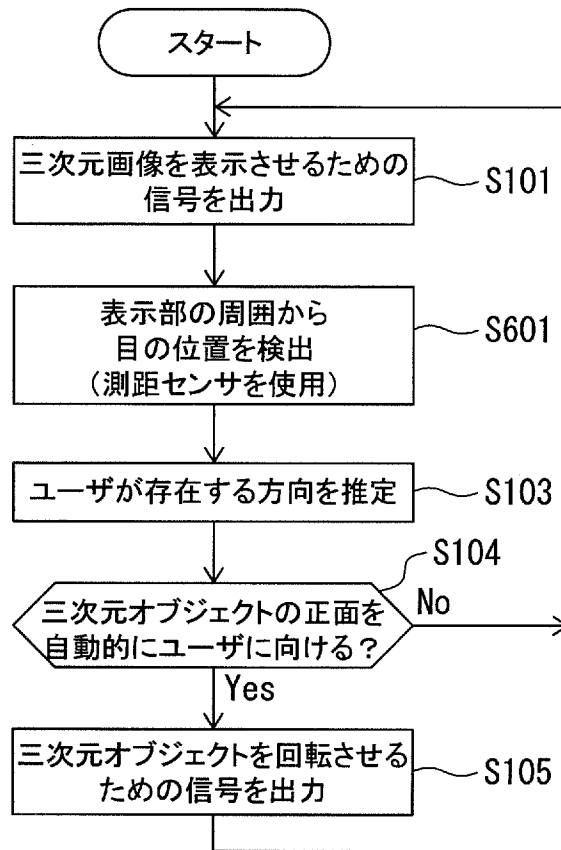 スタート
三次元画像を表示させるための
信号を出力
S101
表示部の周囲から
目の位置を検出
(測距センサを使用)
S601
ユーザが存在する方向を推定
S103
S104
三次元オブジェクトの正面を
自動的にユーザに向ける?
No
Yes
三次元オブジェクトを回転させる
ための信号を出力
S105